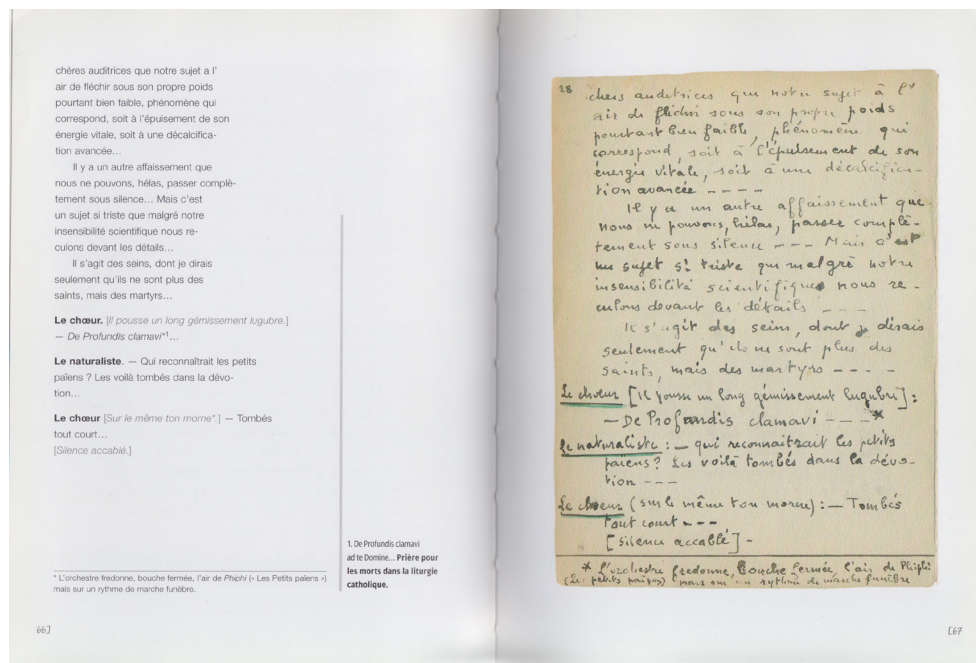 chères auditrices que notre sujet a l'
air de fléchir sous son propre poids
pourtant bien faible, phénomène qui
correspond, soit à l'épuisement de son
énergie vitale, soit à une décalcifica-
tion avancée…
Il y a un autre affaissement que
nous ne pouvons, hélas, passer complè-
tement sous silence… Mais c'est
un sujet si triste que malgré notre
insensibilité scientifique nous re-
culons devant les détails…
Il s'agit des seins, dont je dirais
seulement qu'ils ne sont plus des
saints, mais des martyrs…
Le chœur. [Il pousse un long gémissement lugubre.]
— De Profundis clamavi*1…
Le naturaliste. — Qui reconnaîtrait les petits
païens ? Les voilà tombés dans la dévo-
tion…
Le chœur [Sur le même ton morne*.] — Tombés
tout court…
[Silence accablé.]
* L'orchestre fredonne, bouche fermée, l'air de Phiphi (« Les Petits païens »)
mais sur un rythme de marche funèbre.
1. De Profundis clamavi
ad te Domine... Prière pour
les morts dans la liturgie
catholique.
66]
28
chers auditrices que notre sujet à l'
air de fléchir sous son propre poids
pourtant bien faible, phénomène qui
correspond, soit à l'épuisement de son
énergie vitale, soit à une décalcifica-
tion avancée ----
Il y a un autre affaissement que
nous ne pouvons, hélas, passer complè-
tement sous silence --- Mais c'est
un sujet si triste que malgré notre
insensibilité scientifique nous re-
culons devant les détails ---
Il s'agit des seins, dont je dirais
seulement qu'ils ne sont plus des
saints, mais des martyrs ----
Le chœur [Il pousse un long gémissement lugubre]:
— De Profundis clamavi ---*
Le naturaliste : — qui reconnaîtrait les petits
païens? Les voilà tombés dans la dévo-
tion ---
Le chœur (sur le même ton morne) : — Tombés
tout court ---
[Silence accablé] -
* L'orchestre fredonne, bouche fermée, l'air de Phiphi
(Les petits païens) mais sur un rythme de marche funèbre
[67